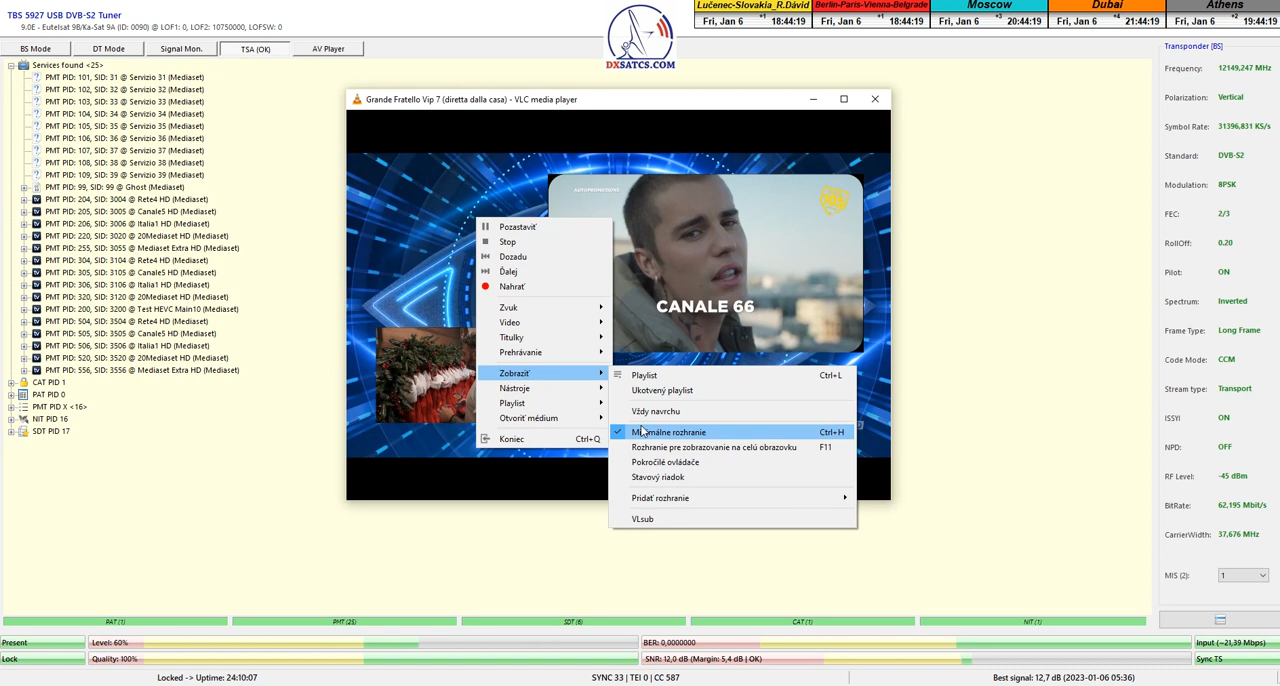 TBS 5927 USB DVB-S2 Tuner
9.0E - Eutelsat 9B/Ka-Sat 9A (ID: 0090) @ LOF1: 0, LOF2: 10750000, LOFSW: 0
DXSATCS.COM
Lučenec-Slovakia_R.Dávid
Fri, Jan 6 +1 18:44:19
Berlin-Paris-Vienna-Belgrade
Fri, Jan 6 +1 18:44:19
Moscow
Fri, Jan 6 +3 20:44:19
Dubai
Fri, Jan 6 +4 21:44:19
Athens
Fri, Jan 6 +2 19:44:19
BS Mode
DT Mode
Signal Mon.
TSA (OK)
AV Player
Services found <25>
PMT PID: 101, SID: 31 @ Servizio 31 (Mediaset)
PMT PID: 102, SID: 32 @ Servizio 32 (Mediaset)
PMT PID: 103, SID: 33 @ Servizio 33 (Mediaset)
PMT PID: 104, SID: 34 @ Servizio 34 (Mediaset)
PMT PID: 105, SID: 35 @ Servizio 35 (Mediaset)
PMT PID: 106, SID: 36 @ Servizio 36 (Mediaset)
PMT PID: 107, SID: 37 @ Servizio 37 (Mediaset)
PMT PID: 108, SID: 38 @ Servizio 38 (Mediaset)
PMT PID: 109, SID: 39 @ Servizio 39 (Mediaset)
PMT PID: 99, SID: 39 @ Ghost (Mediaset)
PMT PID: 204, SID: 3004 @ Rete4 HD (Mediaset)
PMT PID: 205, SID: 3005 @ Canale5 HD (Mediaset)
PMT PID: 206, SID: 3006 @ Italia1 HD (Mediaset)
PMT PID: 220, SID: 3020 @ 20Mediaset HD (Mediaset)
PMT PID: 255, SID: 3055 @ Mediaset Extra HD (Mediaset)
PMT PID: 304, SID: 3104 @ Rete4 HD (Mediaset)
PMT PID: 305, SID: 3105 @ Canale5 HD (Mediaset)
PMT PID: 306, SID: 3106 @ Italia1 HD (Mediaset)
PMT PID: 320, SID: 3120 @ 20Mediaset HD (Mediaset)
PMT PID: 200, SID: 3200 @ Test HEVC Main10 (Mediaset)
PMT PID: 504, SID: 3504 @ Rete4 HD (Mediaset)
PMT PID: 505, SID: 3505 @ Canale5 HD (Mediaset)
PMT PID: 506, SID: 3506 @ Italia1 HD (Mediaset)
PMT PID: 520, SID: 3520 @ 20Mediaset HD (Mediaset)
PMT PID: 556, SID: 3556 @ Mediaset Extra HD (Mediaset)
CAT PID 1
PAT PID 0
PMT PID X <16>
NIT PID 16
SDT PID 17
Grande Fratello Vip 7 (diretta dalla casa) - VLC media player
AUTOPROMOTIONS
105
CANALE 66
Pozastaviť
Stop
Dozadu
Ďalej
Nahrať
Zvuk
Video
Titulky
Prehrávanie
Zobraziť
Nástroje
Playlist
Otvoriť médium
Koniec Ctrl+Q
Playlist Ctrl+L
Ukotvený playlist
Vždy navrchu
Minimálne rozhranie Ctrl+H
Rozhranie pre zobrazovanie na celú obrazovku F11
Pokročilé ovládače
Stavový riadok
Pridať rozhranie
VLsub
Transponder [BS]
Frequency: 12149,247 MHz
Polarization: Vertical
Symbol Rate: 31396,831 KS/s
Standard: DVB-S2
Modulation: 8PSK
FEC: 2/3
RollOff: 0.20
Pilot: ON
Spectrum: Inverted
Frame Type: Long Frame
Code Mode: CCM
Stream type: Transport
ISSYI ON
NPD: OFF
RF Level: -45 dBm
BitRate: 62,195 Mbit/s
CarrierWidth: 37,676 MHz
MIS (2): 1
PAT (1)
PMT (25)
SDT (6)
CAT (1)
NIT (1)
Present
Level: 60%
BER: 0,0000000
Input (~21,39 Mbps)
Lock
Quality: 100%
SNR: 12,0 dB (Margin: 5,4 dB | OK)
Sync TS
Locked -> Uptime: 24:10:07
SYNC 33 | TEI 0 | CC 587
Best signal: 12,7 dB (2023-01-06 05:36)